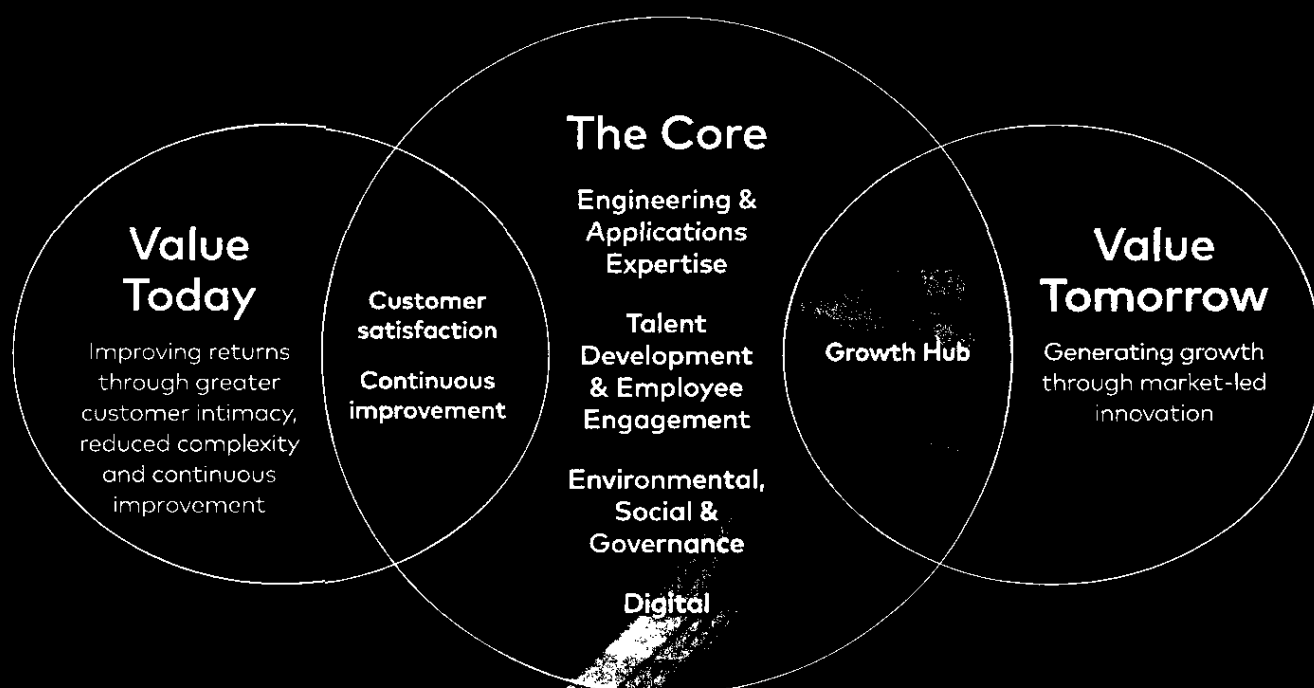 The Core
Engineering &
Applications
Expertise
Talent
Development
& Employee
Engagement
Environmental,
Social &
Governance
Digital
Value
Today
Improving returns
through greater
customer intimacy,
reduced complexity
and continuous
improvement
Customer
satisfaction
Continuous
improvement
Growth Hub
Value
Tomorrow
Generating growth
through market-led
innovation